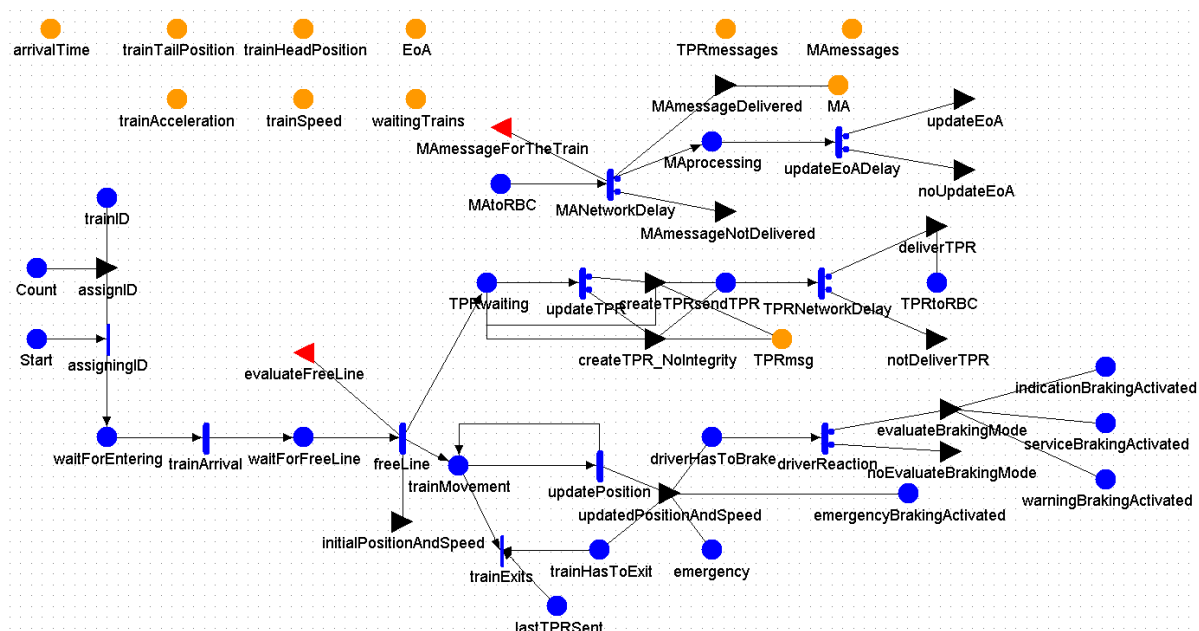 arrivalTime
trainTailPosition
trainHeadPosition
EoA
TPRmessages
MAmessages
trainAcceleration
trainSpeed
waitingTrains
MAmessageDelivered
MA
updateEoA
MAmessageForTheTrain
MAprocessing
updateEoADelay
noUpdateEoA
MAtoRBC
MANetworkDelay
MAmessageNotDelivered
trainID
deliverTPR
Count
assignID
TPRwaiting
updateTPR
createTPR
sendTPR
TPRNetworkDelay
TPRtoRBC
Start
assigningID
evaluateFreeLine
createTPR_NoIntegrity
TPRmsg
notDeliverTPR
indicationBrakingActivated
evaluateBrakingMode
serviceBrakingActivated
waitForEntering
trainArrival
waitForFreeLine
freeLine
trainMovement
updatePosition
driverHasToBrake
driverReaction
noEvaluateBrakingMode
warningBrakingActivated
updatedPositionAndSpeed
emergencyBrakingActivated
initialPositionAndSpeed
trainExits
trainHasToExit
emergency
lastTPRSent